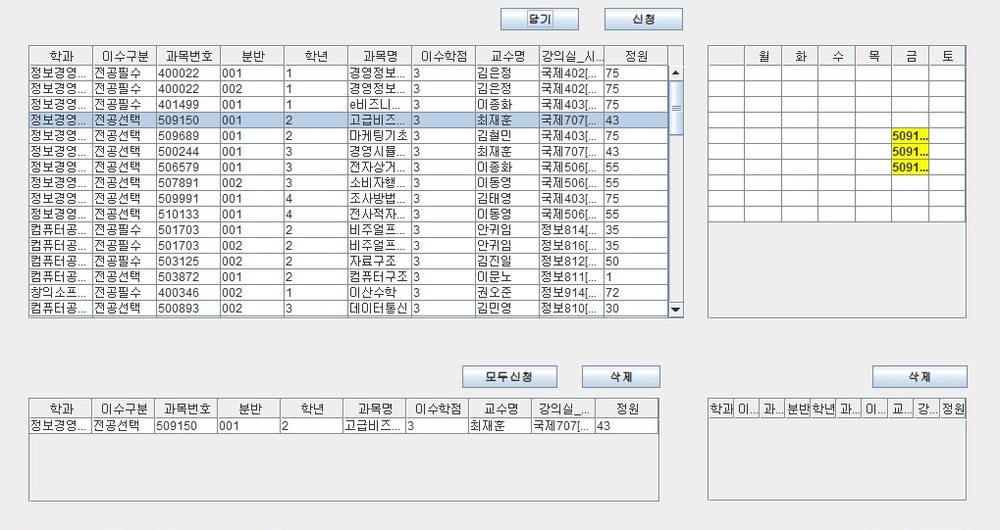 담기 신청
학과 이수구분 과목번호 분반 학년 과목명 이수학점 교수명 강의실_시... 정원
정보경영... 전공필수 400022 001 1 경영정보... 3 김은정 국제402[... 75
정보경영... 전공필수 400022 002 1 경영정보... 3 김은정 국제402[... 75
정보경영... 전공필수 401499 001 1 e비즈니... 3 이종화 국제403[... 75
정보경영... 전공선택 509150 001 2 고급비즈... 3 최재훈 국제707[... 43
정보경영... 전공선택 509689 001 2 마케팅기초 3 김철민 국제403[... 75
정보경영... 전공선택 500244 001 3 경영시뮬... 3 최재훈 국제707[... 43
정보경영... 전공선택 506579 001 3 전자상거... 3 이종화 국제506[... 55
정보경영... 전공선택 507891 002 3 소비자행... 3 이동영 국제506[... 55
정보경영... 전공선택 509991 001 4 조사방법... 3 김태영 국제403[... 75
정보경영... 전공선택 510133 001 4 전사적자... 3 이동영 국제506[... 55
컴퓨터공... 전공필수 501703 001 2 비주얼프... 3 안귀임 정보814[... 35
컴퓨터공... 전공필수 501703 002 2 비주얼프... 3 안귀임 정보816[... 35
컴퓨터공... 전공필수 503125 002 2 자료구조 3 김진일 정보812[... 50
컴퓨터공... 전공선택 503872 001 2 컴퓨터구조 3 이문노 정보811[... 1
창의소프... 전공필수 400346 002 1 이산수학 3 권오준 정보914[... 72
컴퓨터공... 전공선택 500893 002 3 데이터통신 3 김민영 정보810[... 30
월 화 수 목 금 토
5091...
5091...
5091...
모두신청 삭제
학과 이수구분 과목번호 분반 학년 과목명 이수학점 교수명 강의실_... 정원
정보경영... 전공선택 509150 001 2 고급비즈... 3 최재훈 국제707[... 43
삭제
학과 이... 과... 분반 학년 과... 이... 교... 강... 정원